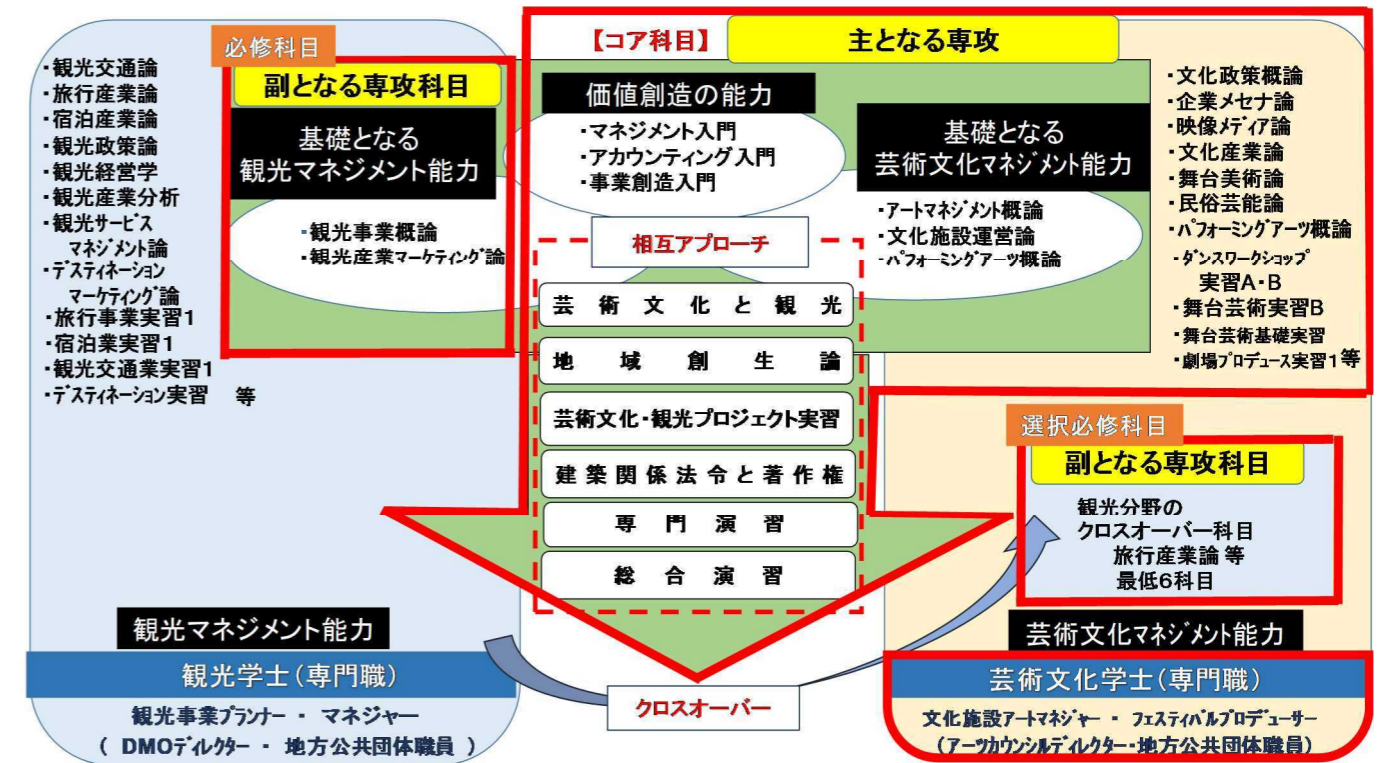 必修科目
・観光交通論
・旅行産業論
・宿泊産業論
・観光政策論
・観光経営学
・観光産業分析
・観光サービス
マネジメント論
・デスティネーション
マーケティング論
・旅行事業実習1
・宿泊業実習1
・観光交通業実習1
・デスティネーション実習 等
副となる専攻科目
基礎となる
観光マネジメント能力
・観光事業概論
・観光産業マーケティング論
【コア科目】
主となる専攻
価値創造の能力
・マネジメント入門
・アカウンティング入門
・事業創造入門
基礎となる
芸術文化マネジメント能力
・アートマネジメント概論
・文化施設運営論
・パフォーミングアーツ概論
・文化政策概論
・企業メセナ論
・映像メディア論
・文化産業論
・舞台美術論
・民俗芸能論
・パフォーミングアーツ概論
・ダンスワークショップ
実習A・B
・舞台芸術実習B
・舞台芸術基礎実習
・劇場プロデュース実習1等
相互アプローチ
芸術文化と観光
地域創生論
芸術文化・観光プロジェクト実習
建築関係法令と著作権
専門演習
総合演習
クロスオーバー
選択必修科目
副となる専攻科目
観光分野の
クロスオーバー科目
旅行産業論 等
最低6科目
観光マネジメント能力
観光学士(専門職)
観光事業プランナー ・ マネジャー
( DMOディレクター ・ 地方公共団体職員 )
芸術文化マネジメント能力
芸術文化学士(専門職)
文化施設アートマネジャー ・ フェスティバルプロデューサー
(アーツカウンシルディレクター・地方公共団体職員)